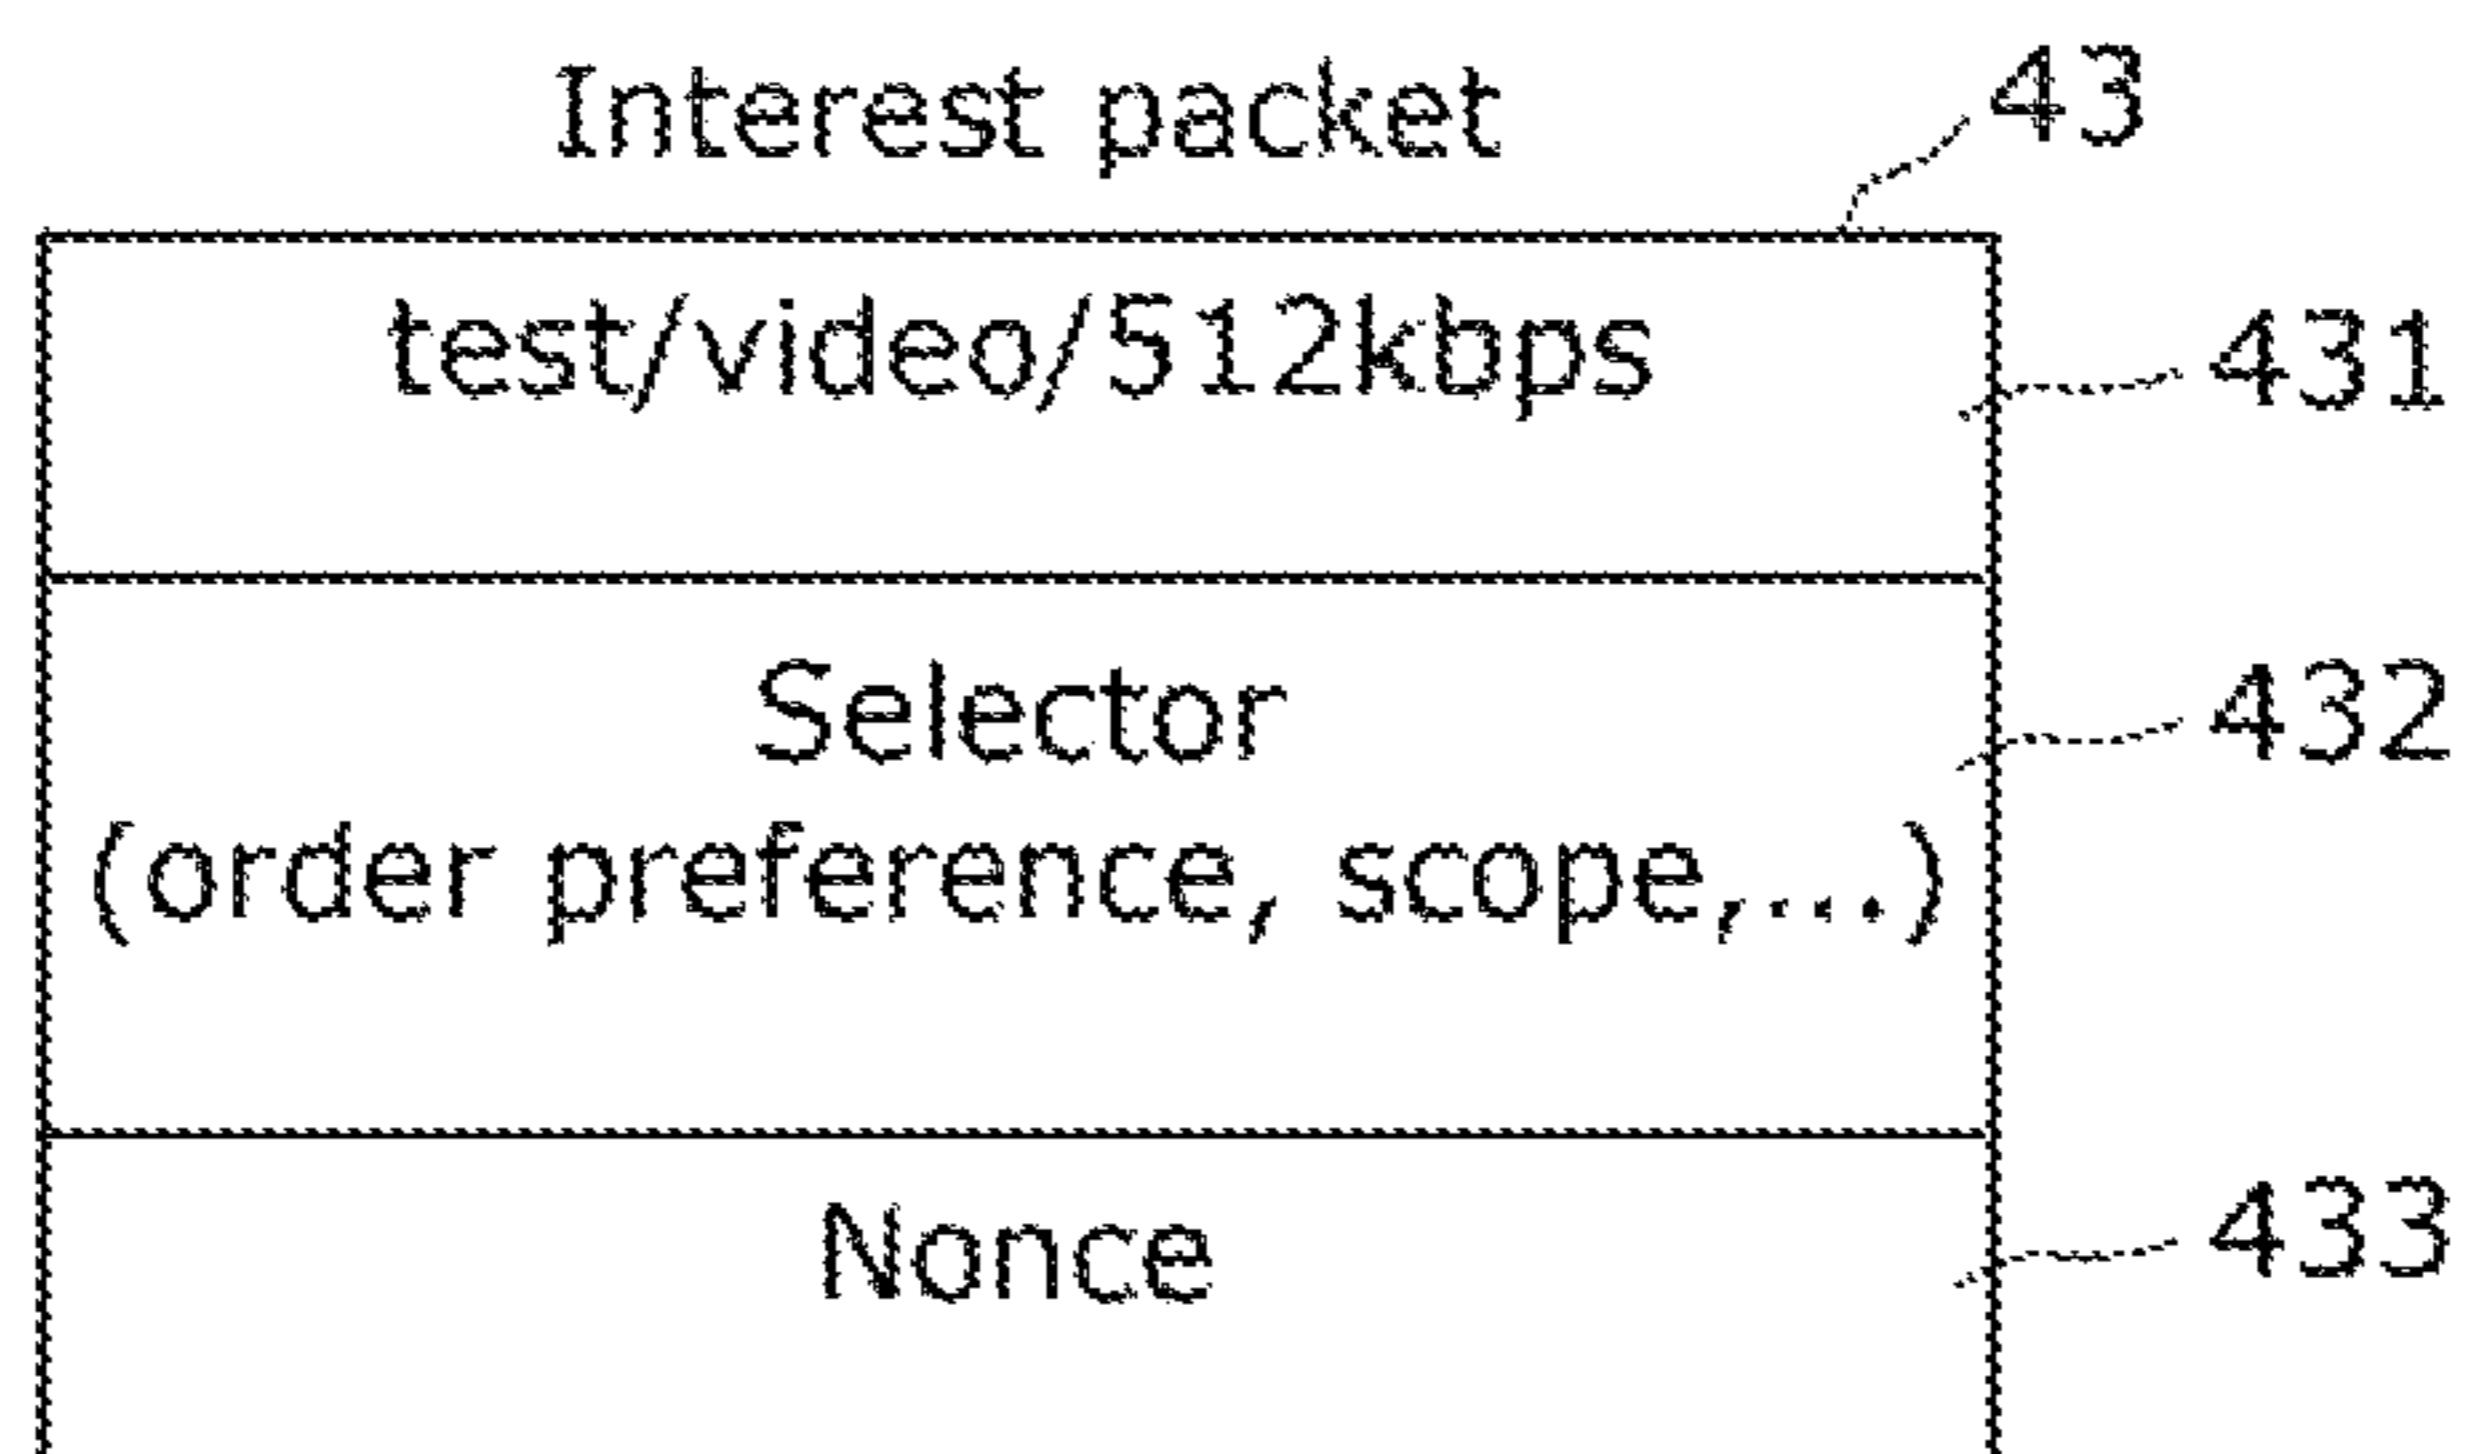 Interest packet
43
test/video/512kbps
431
Selector
432
(order preference, scope,...)
Nonce
433